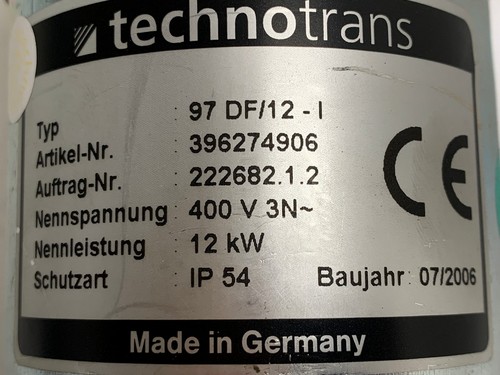 technotrans
Typ : 97 DF/12 - I
Artikel-Nr. : 396274906
Auftrag-Nr. : 222682.1.2
Nennspannung : 400 V 3N~
Nennleistung : 12 kW
Schutzart : IP 54 Baujahr: 07/2006
CE
Made in Germany